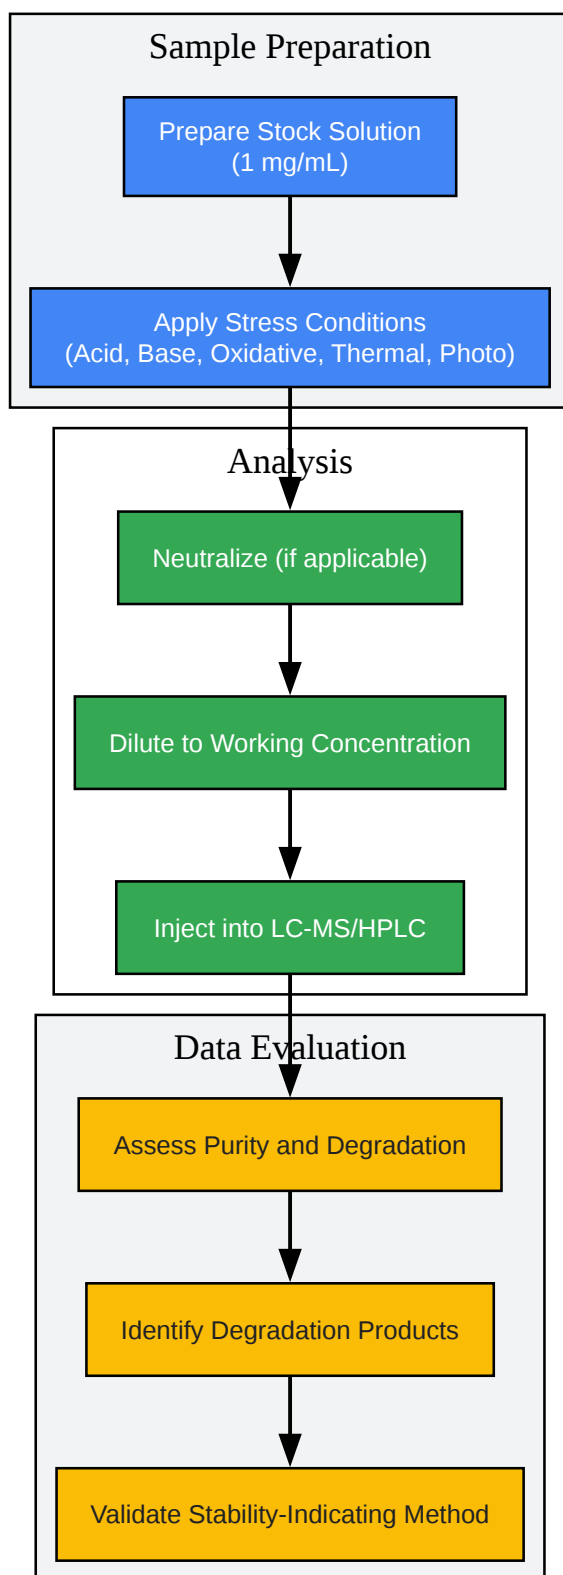 Sample Preparation
Prepare Stock Solution
(1 mg/mL)
Apply Stress Conditions
(Acid, Base, Oxidative, Thermal, Photo)
Analysis
Neutralize (if applicable)
Dilute to Working Concentration
Inject into LC-MS/HPLC
Data Evaluation
Assess Purity and Degradation
Identify Degradation Products
Validate Stability-Indicating Method